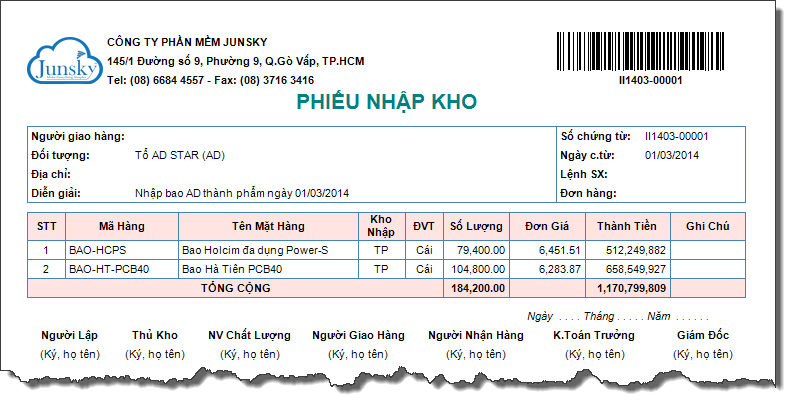 Junsky
CÔNG TY PHẦN MỀM JUNSKY
145/1 Đường số 9, Phường 9, Q.Gò Vấp, TP.HCM
Tel: (08) 6684 4557 - Fax: (08) 3716 3416
II1403-00001
PHIẾU NHẬP KHO
Người giao hàng: Số chứng từ: II1403-00001
Đối tượng: Tổ AD STAR (AD) Ngày c.từ: 01/03/2014
Địa chỉ: Lệnh SX:
Diễn giải: Nhập bao AD thành phẩm ngày 01/03/2014 Đơn hàng:
STT Mã Hàng Tên Mặt Hàng Kho Nhập ĐVT Số Lượng Đơn Giá Thành Tiền Ghi Chú
1 BAO-HCPS Bao Holcim đa dụng Power-S TP Cái 79,400.00 6,451.51 512,249,882
2 BAO-HT-PCB40 Bao Hà Tiên PCB40 TP Cái 104,800.00 6,283.87 658,549,927
TỔNG CỘNG 184,200.00 1,170,799,809
Ngày . . . . Tháng . . . . . Năm . . . . . .
Người Lập Thủ Kho NV Chất Lượng Người Giao Hàng Người Nhận Hàng K.Toán Trưởng Giám Đốc
(Ký, họ tên) (Ký, họ tên) (Ký, họ tên) (Ký, họ tên) (Ký, họ tên) (Ký, họ tên) (Ký, họ tên)